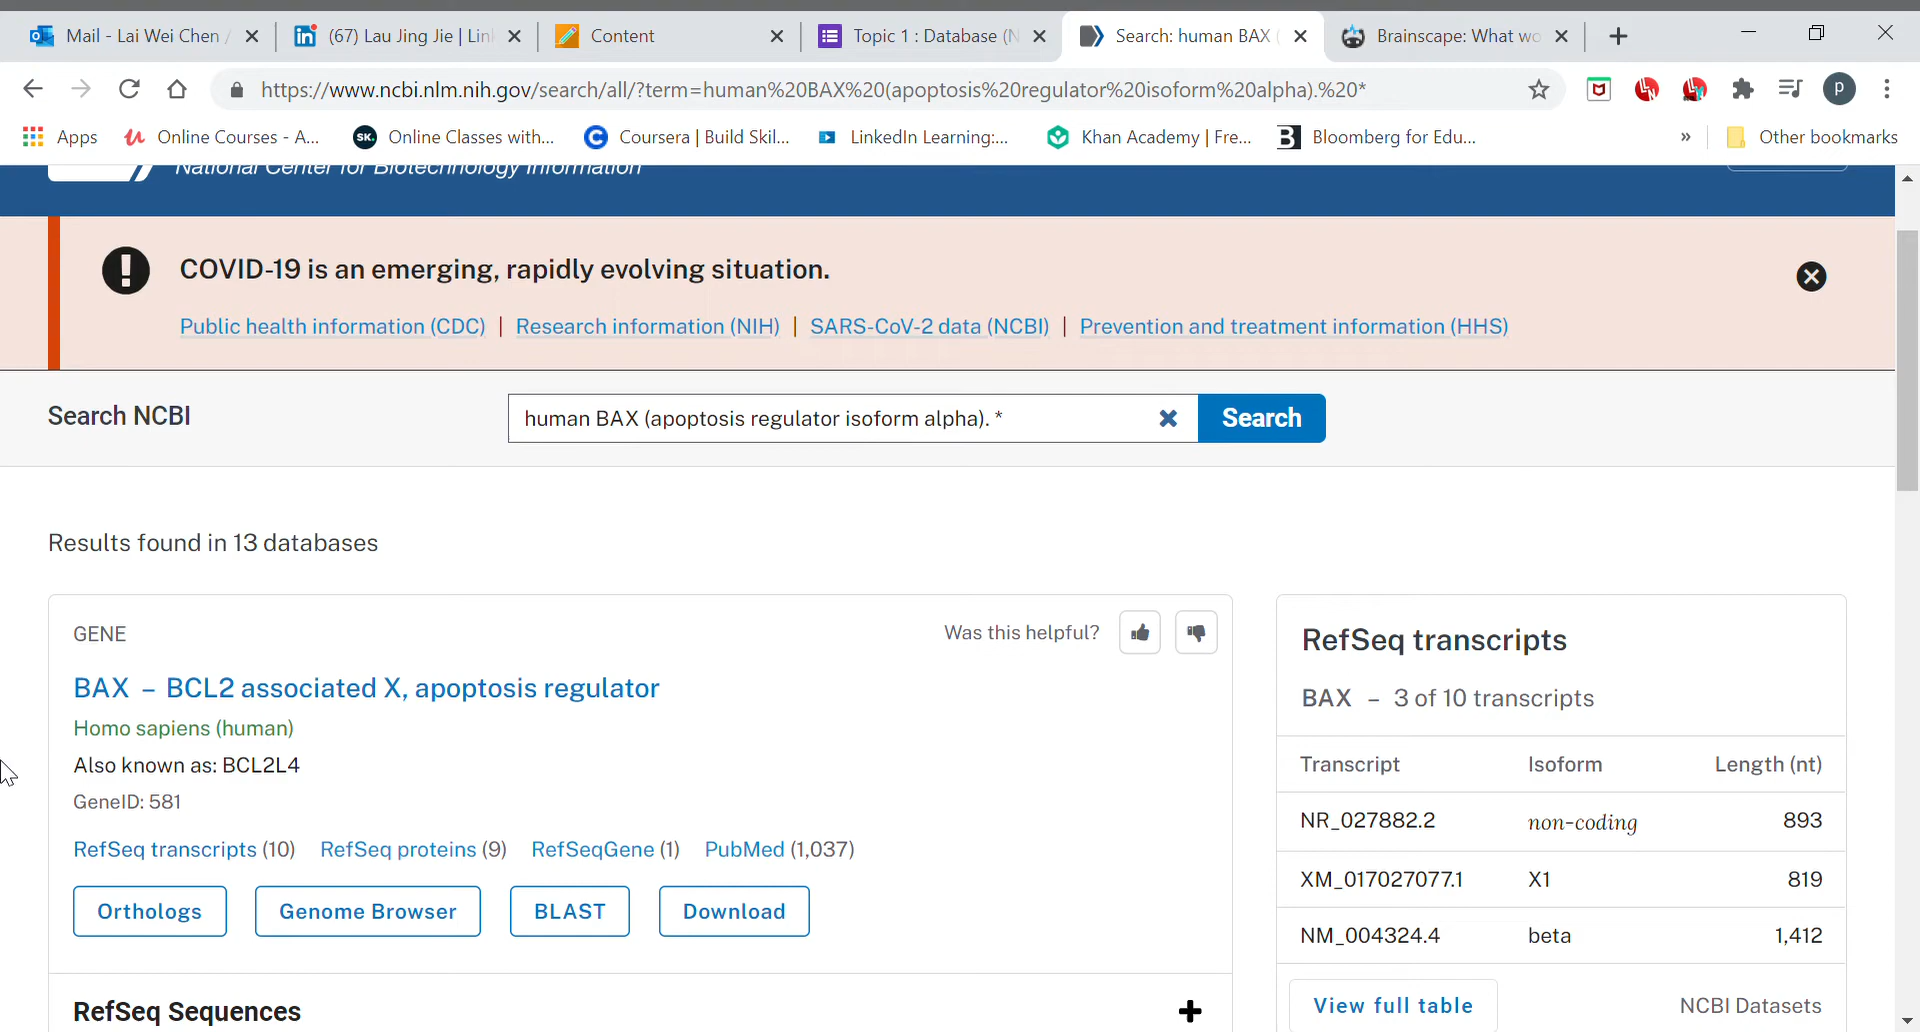 Mail - Lai Wei Chen /
(67) Lau Jing Jie | Lin
Content
Topic 1 : Database (N
Search: human BAX (
Brainscape: What wo
https://www.ncbi.nlm.nih.gov/search/all/?term=human%20BAX%20(apoptosis%20regulator%20isoform%20alpha).%20*
p
Apps
Online Courses - A...
SK. Online Classes with...
Coursera | Build Skil...
LinkedIn Learning:...
Khan Academy | Fre...
Bloomberg for Edu...
»
Other bookmarks
National Center for Biotechnology Information
COVID-19 is an emerging, rapidly evolving situation.
Public health information (CDC) | Research information (NIH) | SARS-CoV-2 data (NCBI) | Prevention and treatment information (HHS)
Search NCBI
human BAX (apoptosis regulator isoform alpha). *
Search
Results found in 13 databases
GENE
Was this helpful?
BAX – BCL2 associated X, apoptosis regulator
Homo sapiens (human)
Also known as: BCL2L4
GeneID: 581
RefSeq transcripts (10) RefSeq proteins (9) RefSeqGene (1) PubMed (1,037)
Orthologs Genome Browser BLAST Download
RefSeq Sequences
RefSeq transcripts
BAX – 3 of 10 transcripts
Transcript Isoform Length (nt)
NR_027882.2 non-coding 893
XM_017027077.1 X1 819
NM_004324.4 beta 1,412
View full table NCBI Datasets